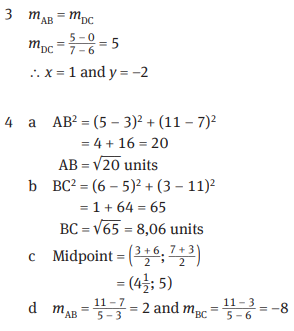 3 m_AB = m_DC
m_DC = (5 – 0)/(7 – 6) = 5
∴ x = 1 and y = –2
4 a AB² = (5 – 3)² + (11 – 7)²
= 4 + 16 = 20
AB = √20 units
b BC² = (6 – 5)² + (3 – 11)²
= 1 + 64 = 65
BC = √65 = 8,06 units
c Midpoint = ((3 + 6)/2; (7 + 3)/2)
= (4½; 5)
d m_AB = (11 – 7)/(5 – 3) = 2 and m_BC = (11 – 3)/(5 – 6) = –8